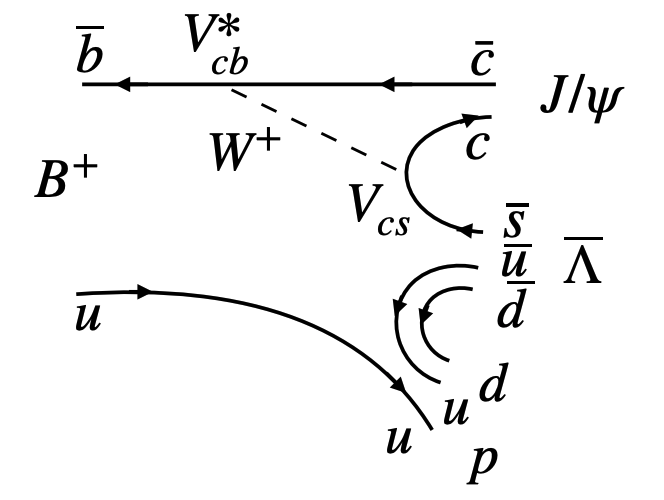 b̅ V*cb c̅
J/ψ
W⁺ c
B⁺
Vcs s̅
u̅ Λ̅
u d̅
d
u u
p